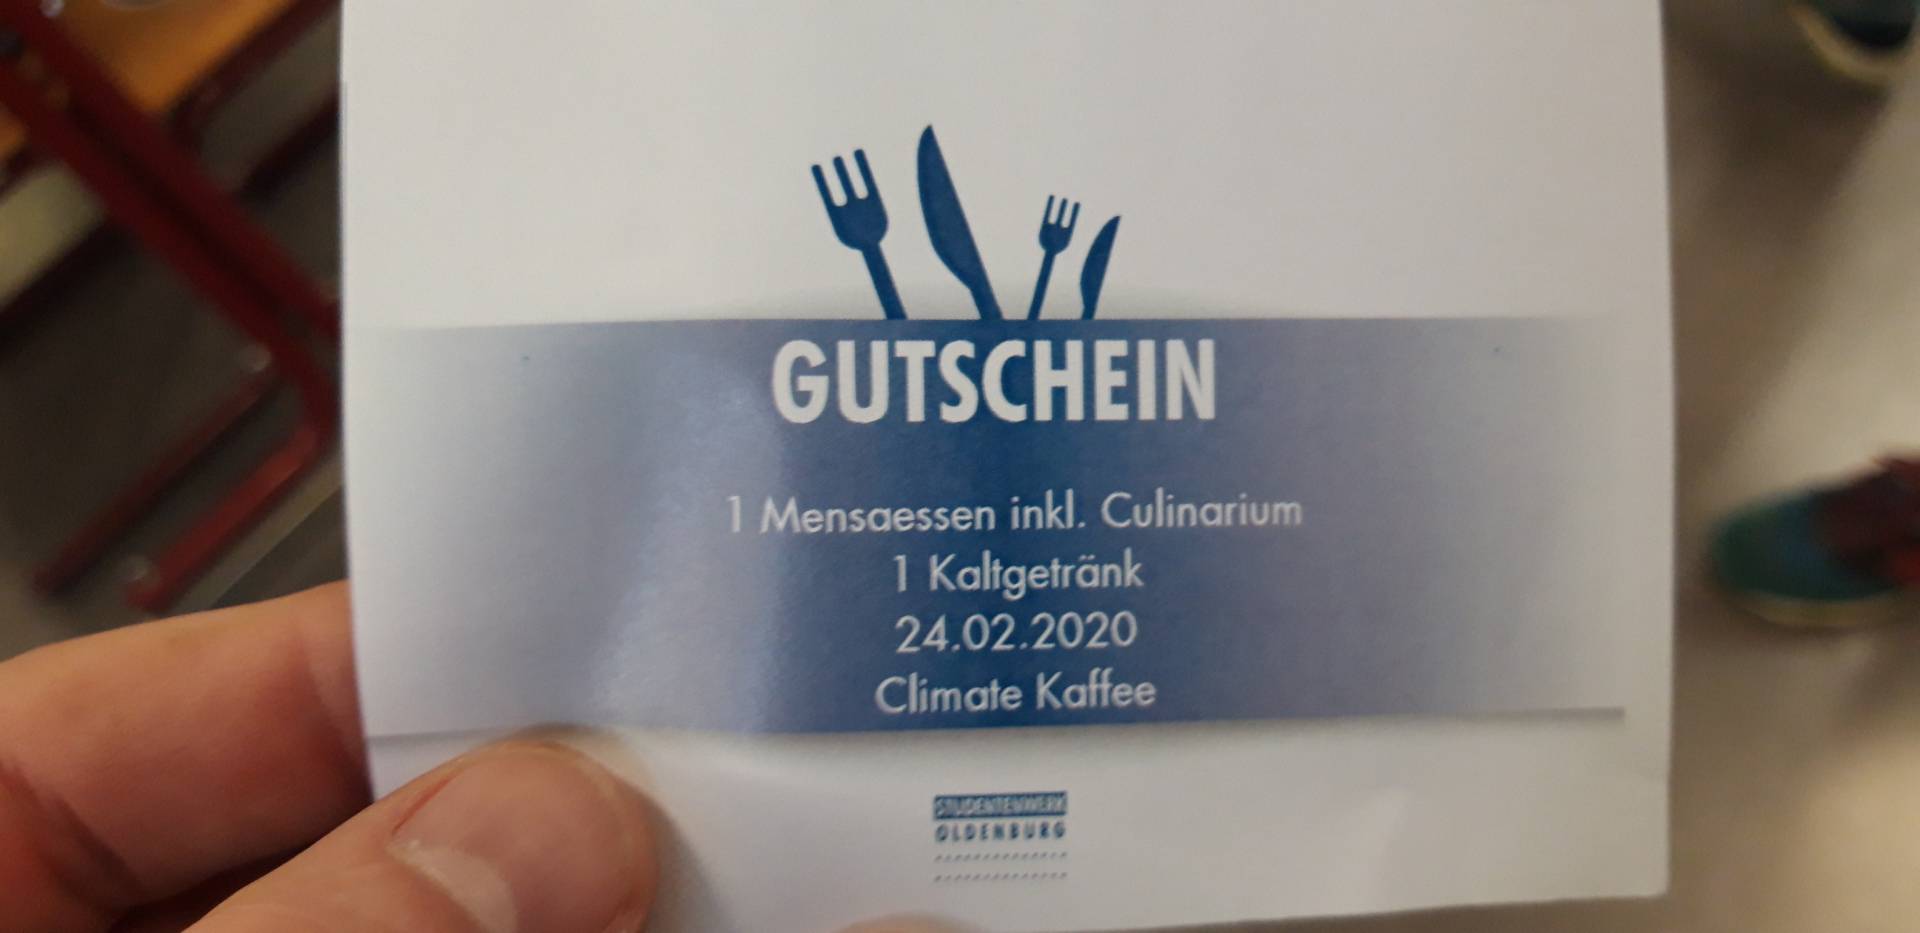 GUTSCHEIN
1 Mensaessen inkl. Culinarium
1 Kaltgetränk
24.02.2020
Climate Kaffee
STUDENTENWERK
OLDENBURG